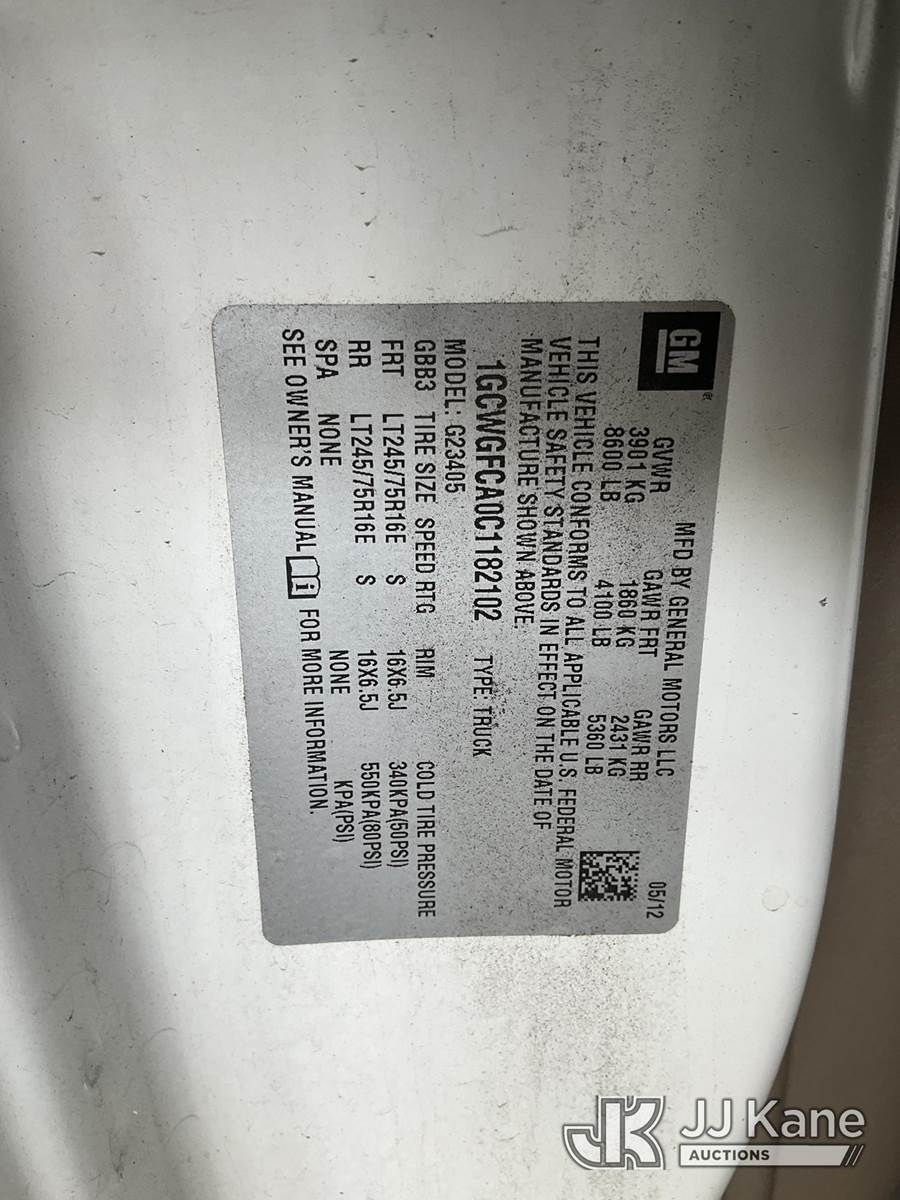 GM®
MFD BY GENERAL MOTORS LLC 05/12
GVWR GAWR FRT GAWR RR
3901 KG 1860 KG 2431 KG
8600 LB 4100 LB 5360 LB
THIS VEHICLE CONFORMS TO ALL APPLICABLE U.S. FEDERAL MOTOR
VEHICLE SAFETY STANDARDS IN EFFECT ON THE DATE OF
MANUFACTURE SHOWN ABOVE.
1GCWGFCA0C1182102 TYPE: TRUCK
MODEL: G23405
GBB3 TIRE SIZE SPEED RTG RIM COLD TIRE PRESSURE
FRT LT245/75R16E S 16X6.5J 340KPA(50PSI)
RR LT245/75R16E S 16X6.5J 550KPA(80PSI)
SPA NONE NONE KPA(PSI)
SEE OWNER'S MANUAL i FOR MORE INFORMATION.
JK JJ Kane
AUCTIONS